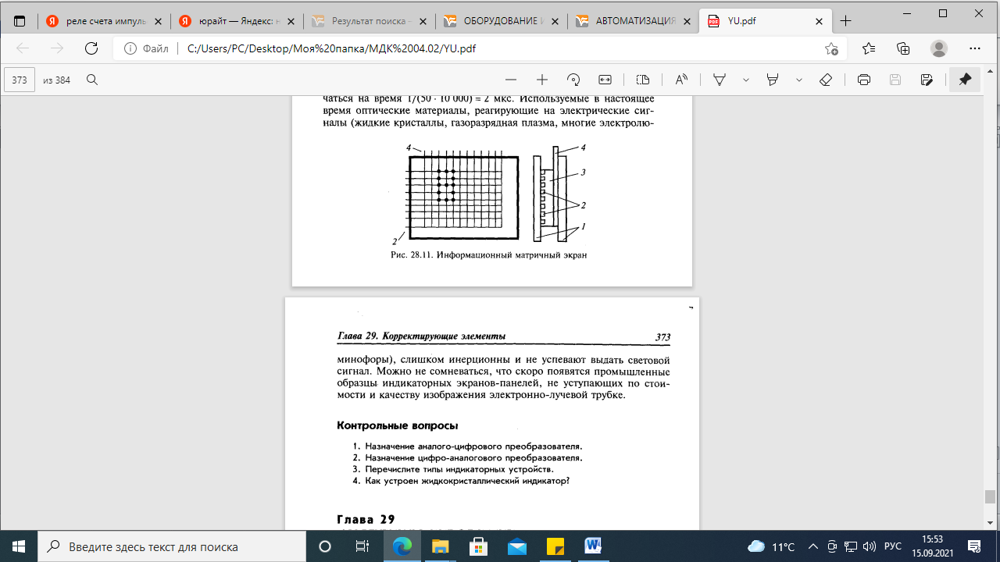 реле счета импуль
юрайт — Яндекс: н
Результат поиска –
ОБОРУДОВАНИЕ И
АВТОМАТИЗАЦИЯ
YU.pdf
Файл
C:/Users/PC/Desktop/Моя%20папка/МДК%2004.02/YU.pdf
373
из 384
чаться на время 1/(50 · 10 000) = 2 мкс. Используемые в настоящее
время оптические материалы, реагирующие на электрические сиг-
налы (жидкие кристаллы, газоразрядная плазма, многие электролю-
4
2
4
3
2
1
Рис. 28.11. Информационный матричный экран
Глава 29. Корректирующие элементы 373
минофоры), слишком инерционны и не успевают выдать световой
сигнал. Можно не сомневаться, что скоро появятся промышленные
образцы индикаторных экранов-панелей, не уступающих по стои-
мости и качеству изображения электронно-лучевой трубке.
Контрольные вопросы
1. Назначение аналого-цифрового преобразователя.
2. Назначение цифро-аналогового преобразователя.
3. Перечислите типы индикаторных устройств.
4. Как устроен жидкокристаллический индикатор?
Глава 29
Введите здесь текст для поиска
11°C
РУС
15:53
15.09.2021